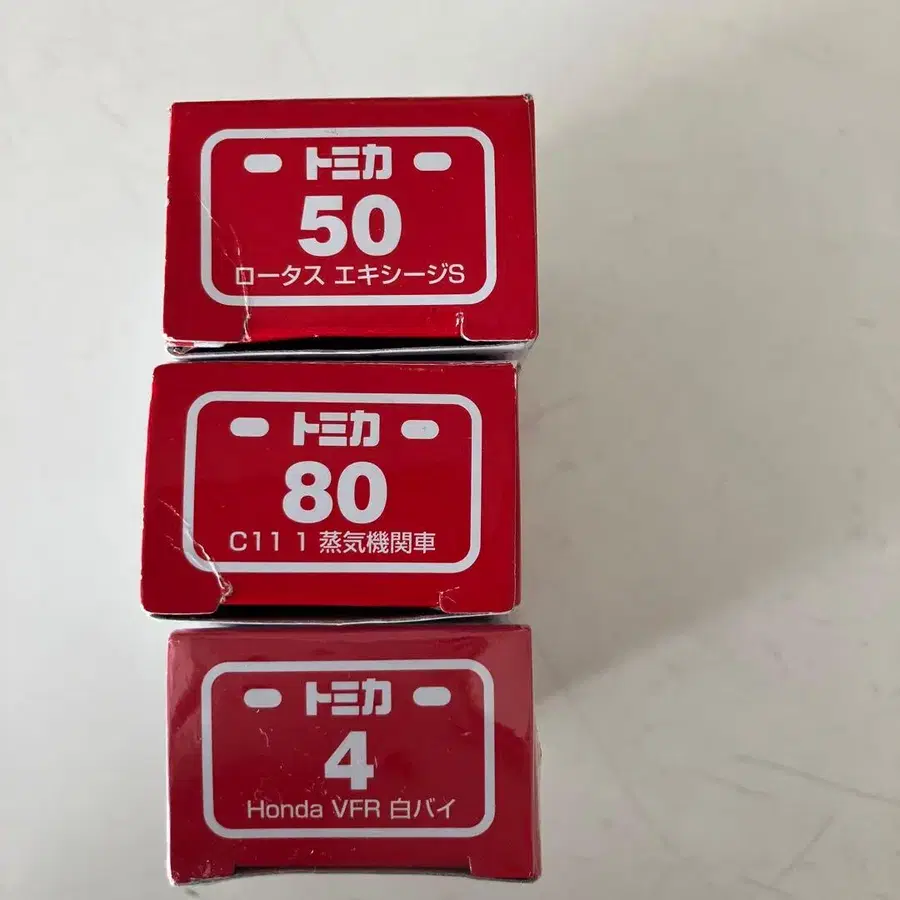 トミカ
50
ロータス エキシージS
トミカ
80
C11 1 蒸気機関車
トミカ
4
Honda VFR 白バイ